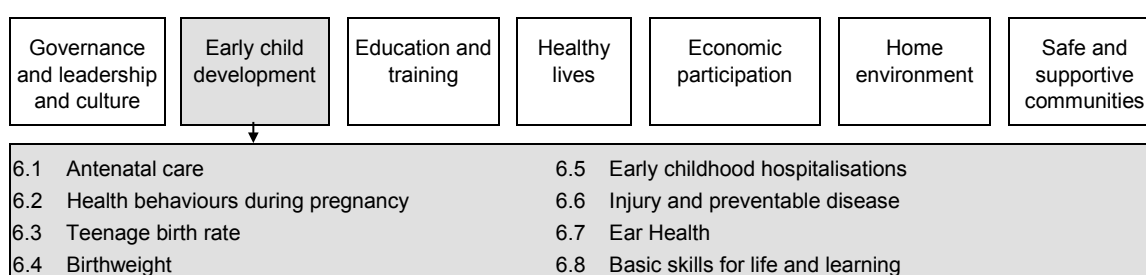 Governance
and leadership
and culture
Early child
development
Education and
training
Healthy
lives
Economic
participation
Home
environment
Safe and
supportive
communities
6.1 Antenatal care
6.2 Health behaviours during pregnancy
6.3 Teenage birth rate
6.4 Birthweight
6.5 Early childhood hospitalisations
6.6 Injury and preventable disease
6.7 Ear Health
6.8 Basic skills for life and learning